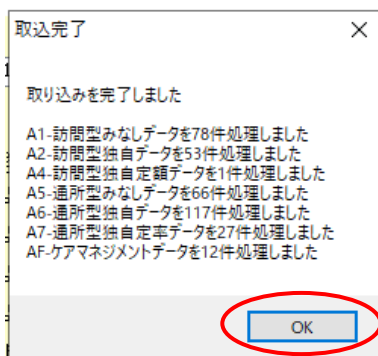 取込完了
取り込みを完了しました
A1-訪問型みなしデータを78件処理しました
A2-訪問型独自データを53件処理しました
A4-訪問型独自定額データを1件処理しました
A5-通所型みなしデータを66件処理しました
A6-通所型独自データを117件処理しました
A7-通所型独自定率データを27件処理しました
AF-ケアマネジメントデータを12件処理しました
OK